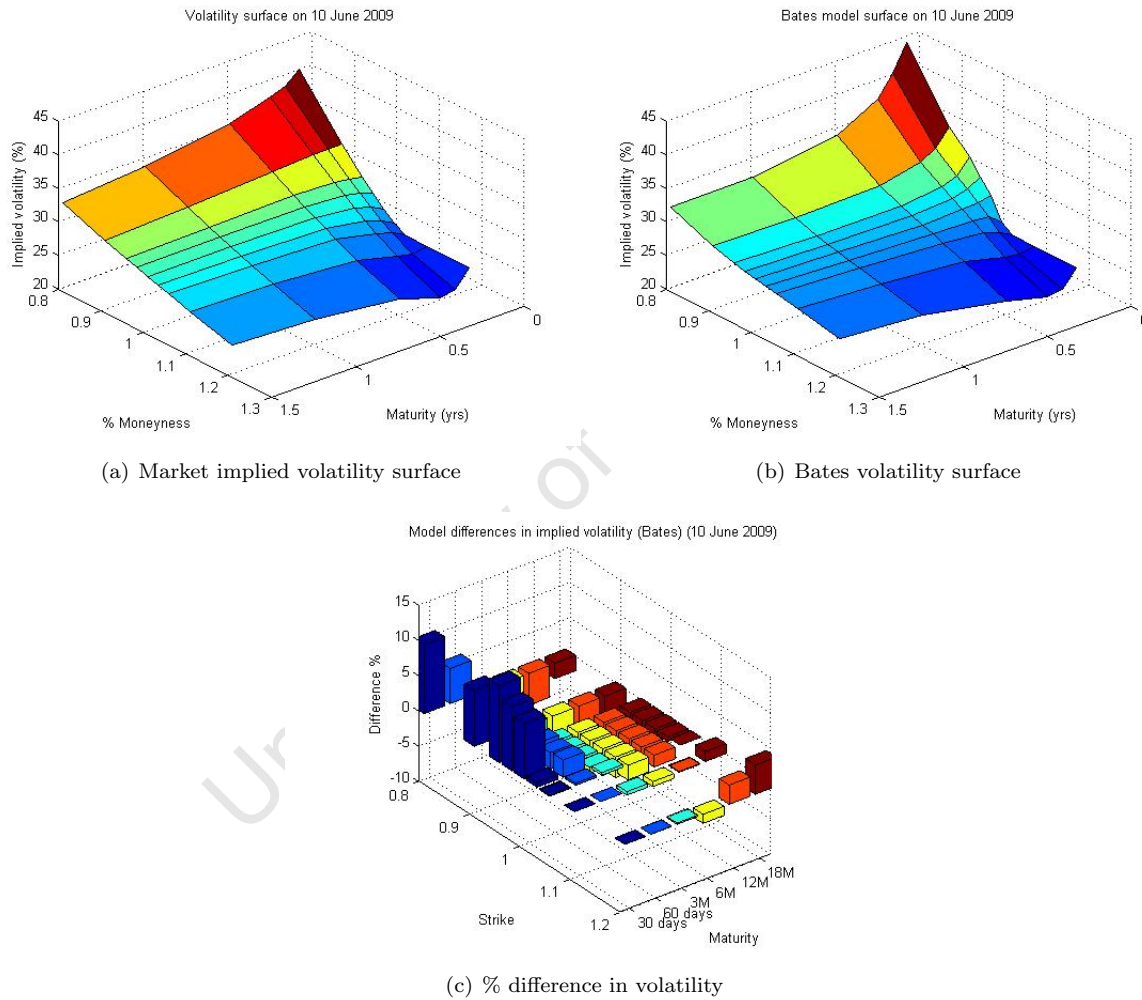 Volatility surface on 10 June 2009
45
40
35
30
25
20
Implied volatility (%)
0.8
0.9
1
1.1
1.2
1.3
% Moneyness
1.5
1
0.5
0
Maturity (yrs)
(a) Market implied volatility surface
Bates model surface on 10 June 2009
45
40
35
30
25
20
Implied volatility (%)
0.8
0.9
1
1.1
1.2
1.3
% Moneyness
1.5
1
0.5
Maturity (yrs)
(b) Bates volatility surface
Model differences in implied volatility (Bates) (10 June 2009)
15
10
5
0
-5
-10
Difference %
0.8
0.9
1
1.1
1.2
Strike
30 days
60 days
3M
6M
12M
18M
Maturity
(c) % difference in volatility